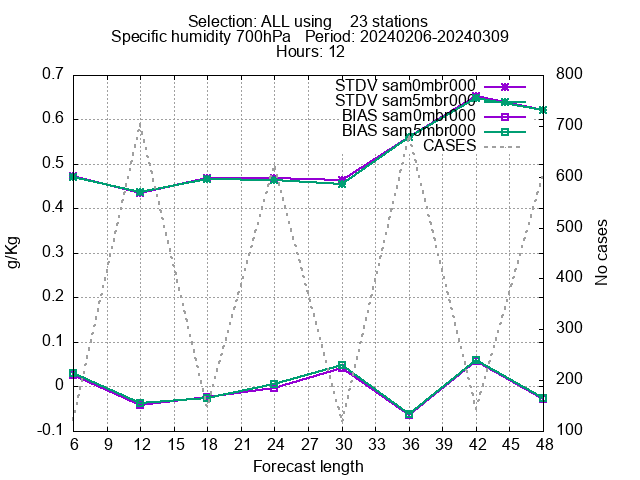 Selection: ALL using    23 stations
Specific humidity 700hPa   Period: 20240206-20240309
Hours: 12
STDV sam0mbr000
STDV sam5mbr000
BIAS sam0mbr000
BIAS sam5mbr000
CASES
0.7
0.6
0.5
0.4
0.3
0.2
0.1
0
-0.1
g/Kg
800
700
600
500
400
300
200
100
No cases
6 9 12 15 18 21 24 27 30 33 36 39 42 45 48
Forecast length